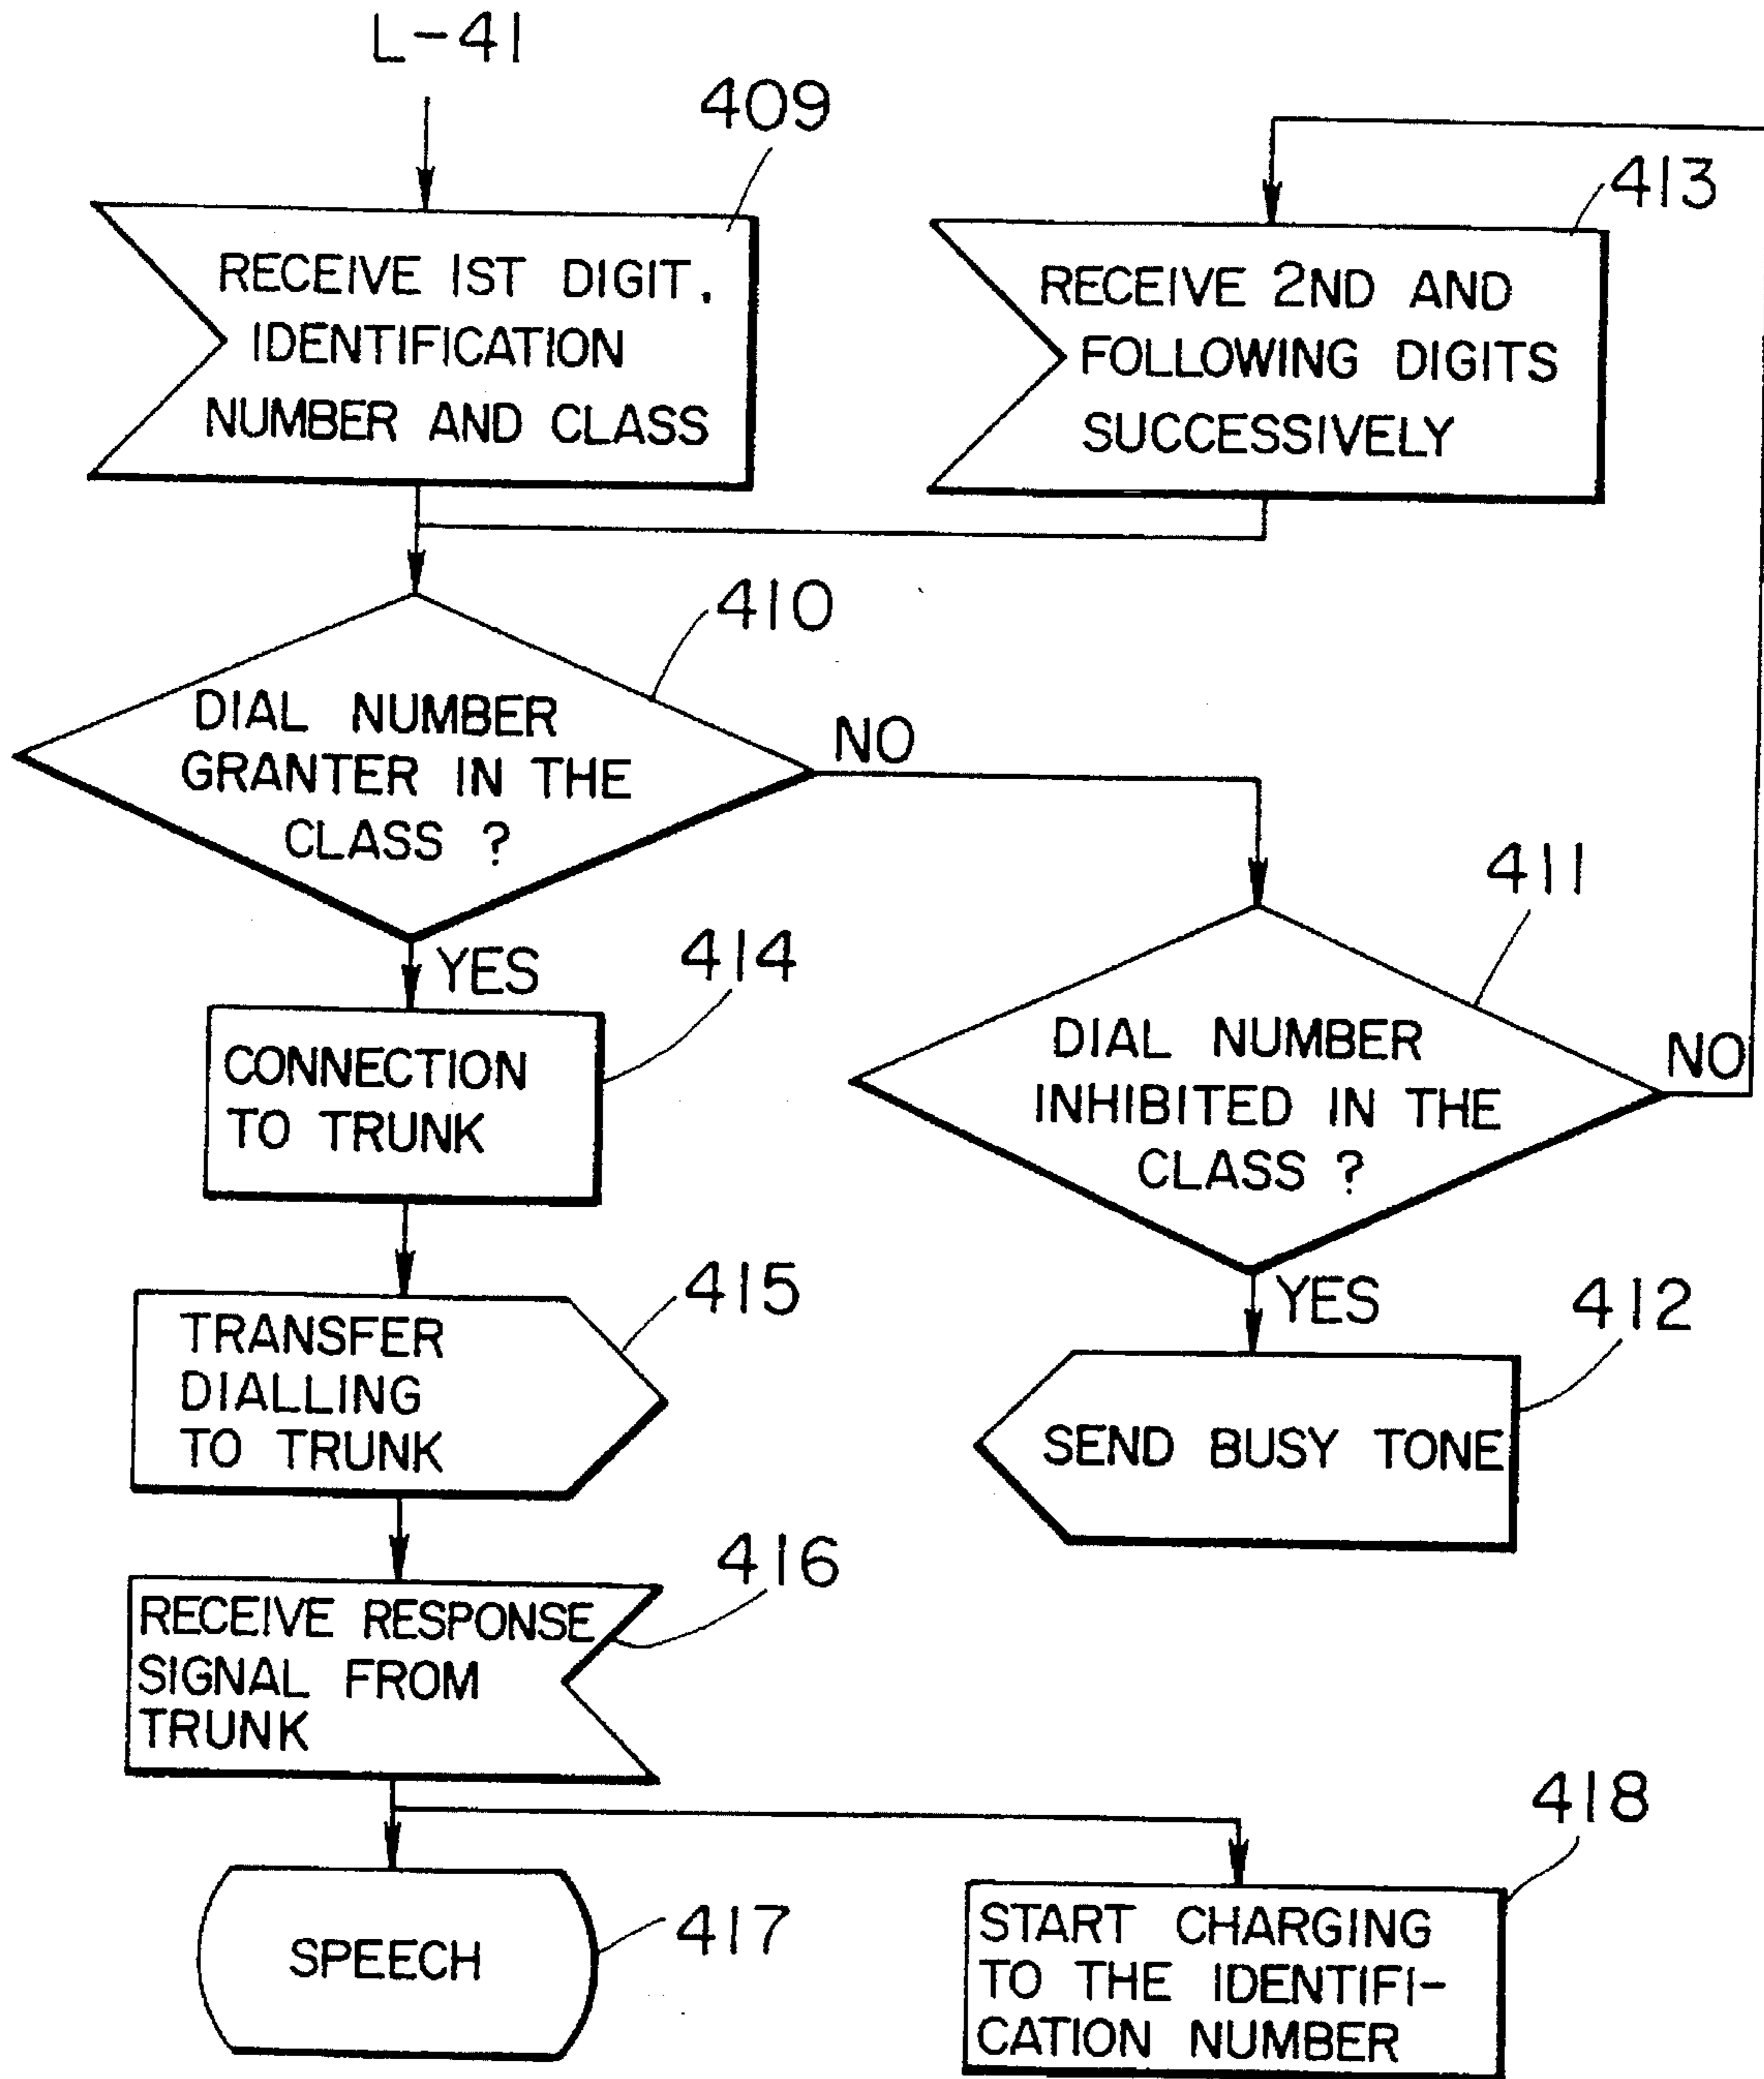 L-41
409
RECEIVE 1ST DIGIT.
IDENTIFICATION
NUMBER AND CLASS
413
RECEIVE 2ND AND
FOLLOWING DIGITS
SUCCESSIVELY
410
DIAL NUMBER
GRANTER IN THE
CLASS ?
NO
YES
411
DIAL NUMBER
INHIBITED IN THE
CLASS ?
NO
YES
414
CONNECTION
TO TRUNK
415
TRANSFER
DIALLING
TO TRUNK
412
SEND BUSY TONE
416
RECEIVE RESPONSE
SIGNAL FROM
TRUNK
417
SPEECH
418
START CHARGING
TO THE IDENTIFI-
CATION NUMBER